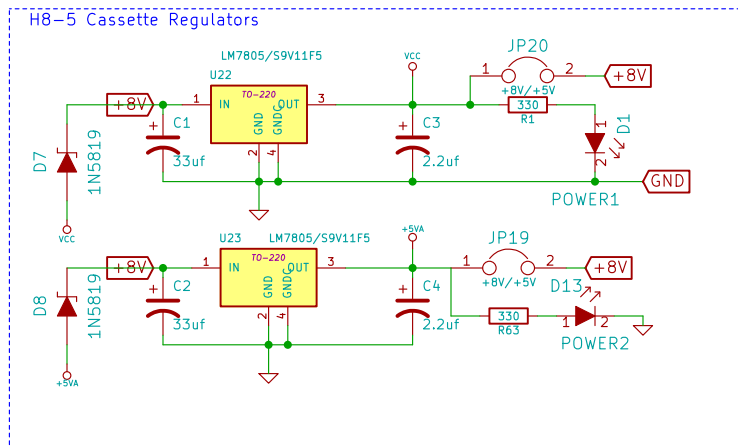 H8-5 Cassette Regulators
LM7805/S9V11F5
U22
TO-220
IN
OUT
GND
GNDC
1
3
2
4
+8V
C1
33uf
D7
1N5819
VCC
VCC
C3
2.2uf
JP20
1
2
+8V/+5V
+8V
330
R1
D1
1
2
POWER1
GND
U23
LM7805/S9V11F5
TO-220
IN
OUT
GND
GNDC
1
3
2
4
+8V
C2
33uf
D8
1N5819
+5VA
+5VA
C4
2.2uf
JP19
1
2
+8V/+5V
+8V
330
R63
D13
1
2
POWER2